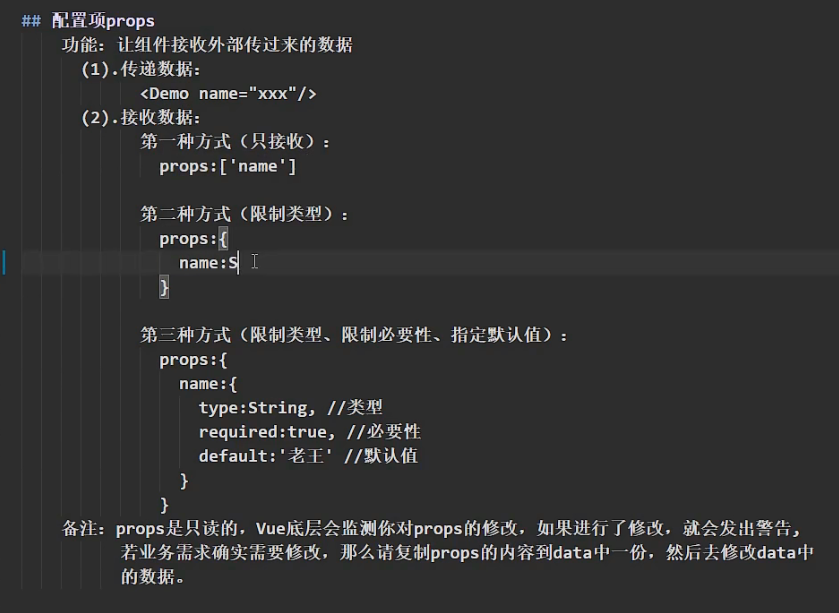 ## 配置项props
功能：让组件接收外部传过来的数据
(1).传递数据：
<Demo name="xxx"/>
(2).接收数据：
第一种方式（只接收）：
props:['name']
第二种方式（限制类型）：
props:{
name:S
}
第三种方式（限制类型、限制必要性、指定默认值）：
props:{
name:{
type:String, //类型
required:true, //必要性
default:'老王' //默认值
}
}
备注：props是只读的，Vue底层会监测你对props的修改，如果进行了修改，就会发出警告，
若业务需求确实需要修改，那么请复制props的内容到data中一份，然后去修改data中
的数据。